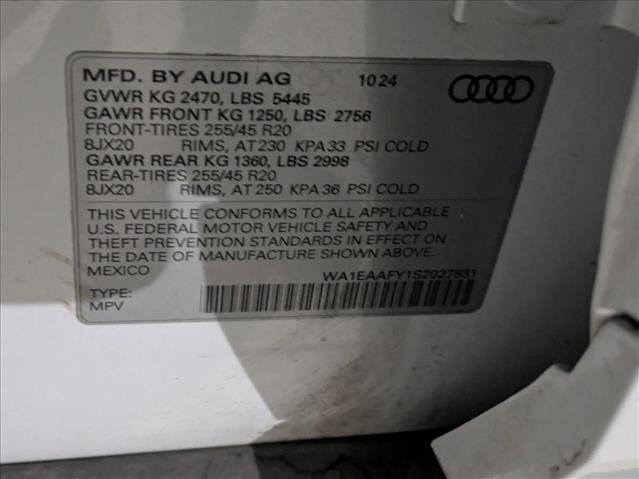 MFD. BY AUDI AG 10 24
GVWR KG 2470, LBS 5445
GAWR FRONT KG 1250, LBS 2756
FRONT-TIRES 255/45 R20
8JX20 RIMS, AT 230 KPA 33 PSI COLD
GAWR REAR KG 1360, LBS 2998
REAR-TIRES 255/45 R20
8JX20 RIMS, AT 250 KPA 36 PSI COLD
THIS VEHICLE CONFORMS TO ALL APPLICABLE
U.S. FEDERAL MOTOR VEHICLE SAFETY AND
THEFT PREVENTION STANDARDS IN EFFECT ON
THE DATE OF MANUFACTURE SHOWN ABOVE.
MEXICO WA1EAAFY1S2027831
TYPE:
MPV